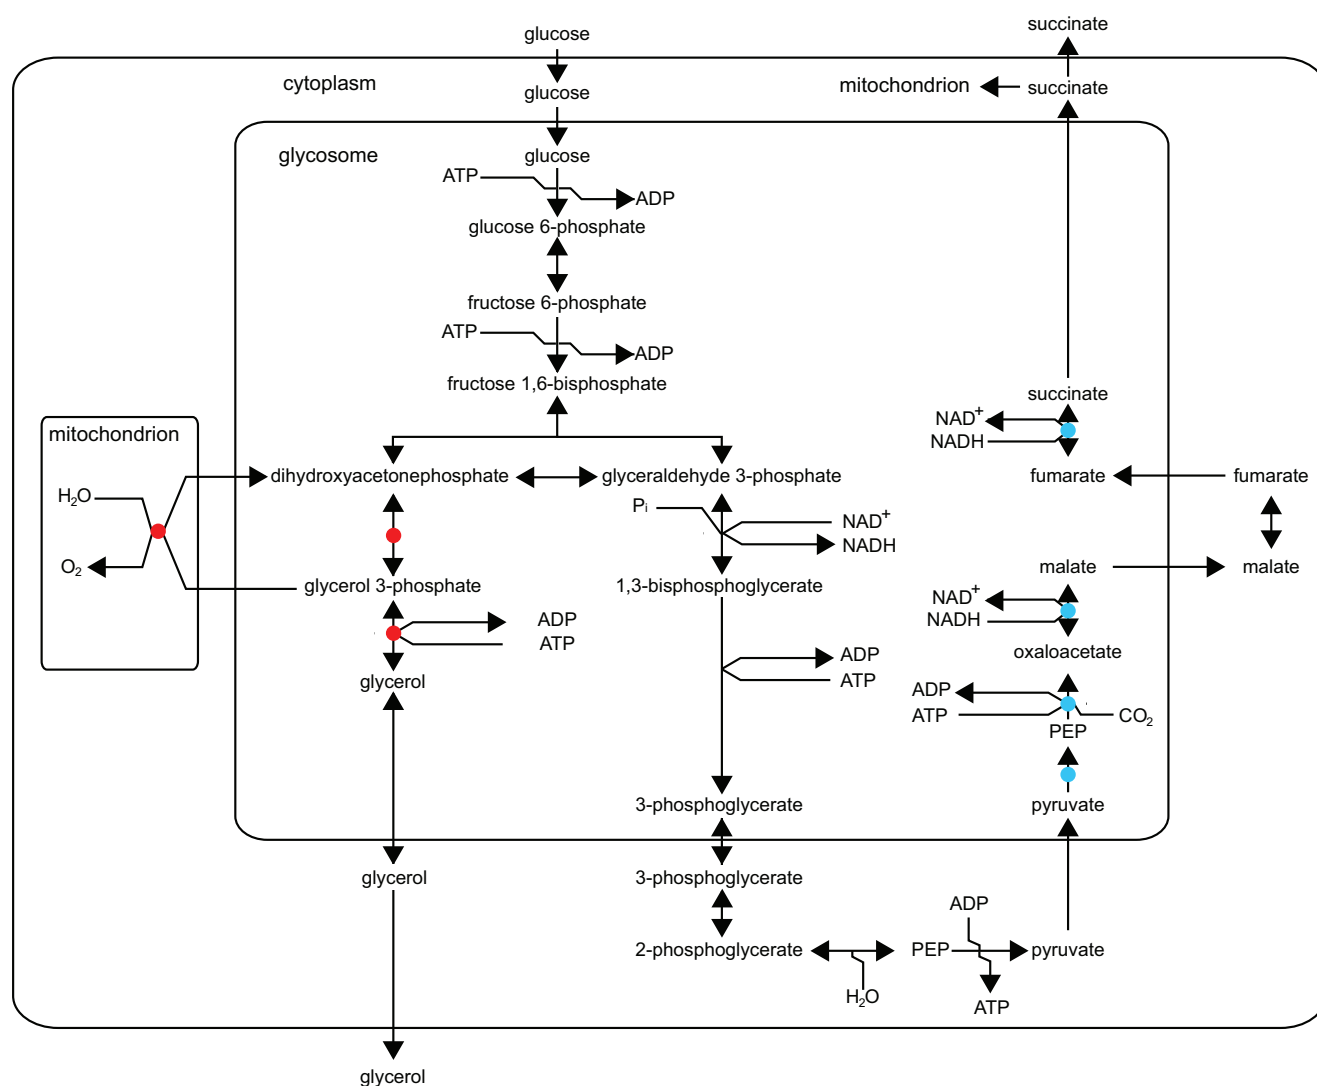 glucose
succinate
cytoplasm
glucose
mitochondrion
succinate
glycosome
glucose
ATP
ADP
glucose 6-phosphate
fructose 6-phosphate
ATP
ADP
fructose 1,6-bisphosphate
succinate
NAD+
NADH
mitochondrion
dihydroxyacetonephosphate
glyceraldehyde 3-phosphate
fumarate
fumarate
H2O
Pi
NAD+
NADH
O2
glycerol 3-phosphate
1,3-bisphosphoglycerate
malate
malate
NAD+
NADH
ADP
ATP
oxaloacetate
ADP
ATP
glycerol
ADP
ATP
CO2
PEP
3-phosphoglycerate
pyruvate
glycerol
3-phosphoglycerate
ADP
2-phosphoglycerate
PEP
pyruvate
H2O
ATP
glycerol